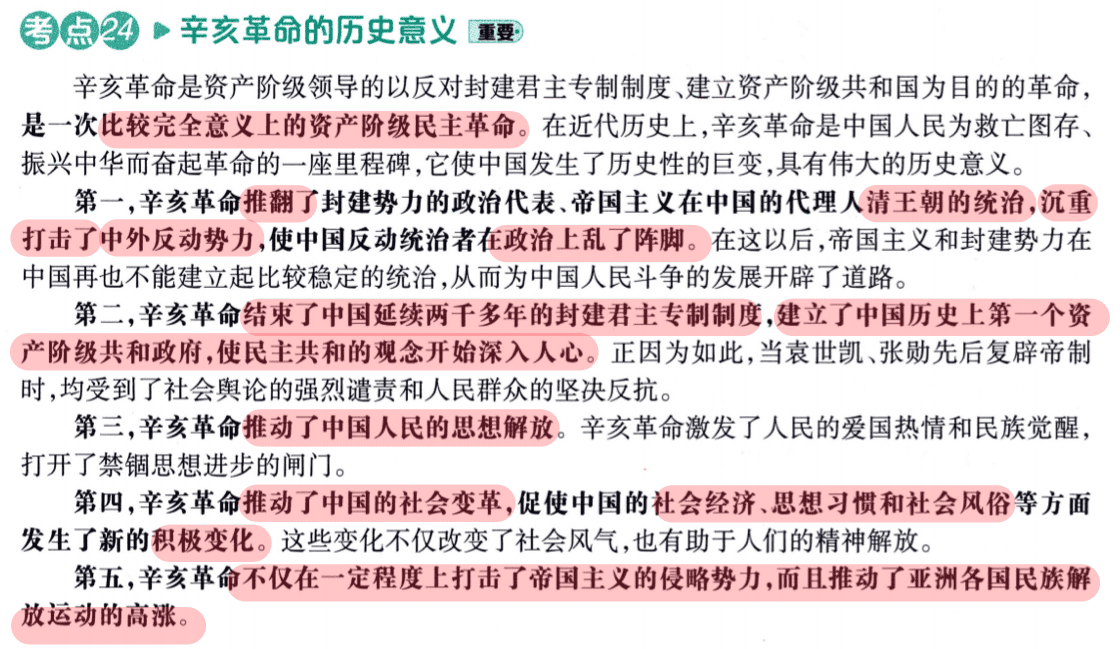 考点24 ▶ 辛亥革命的历史意义 重要
辛亥革命是资产阶级领导的以反对封建君主专制制度、建立资产阶级共和国为目的的革命，
是一次比较完全意义上的资产阶级民主革命。在近代历史上，辛亥革命是中国人民为救亡图存、
振兴中华而奋起革命的一座里程碑，它使中国发生了历史性的巨变，具有伟大的历史意义。
第一，辛亥革命推翻了封建势力的政治代表、帝国主义在中国的代理人清王朝的统治，沉重
打击了中外反动势力，使中国反动统治者在政治上乱了阵脚。在这以后，帝国主义和封建势力在
中国再也不能建立起比较稳定的统治，从而为中国人民斗争的发展开辟了道路。
第二，辛亥革命结束了中国延续两千多年的封建君主专制制度，建立了中国历史上第一个资
产阶级共和政府，使民主共和的观念开始深入人心。正因为如此，当袁世凯、张勋先后复辟帝制
时，均受到了社会舆论的强烈谴责和人民群众的坚决反抗。
第三，辛亥革命推动了中国人民的思想解放。辛亥革命激发了人民的爱国热情和民族觉醒，
打开了禁锢思想进步的闸门。
第四，辛亥革命推动了中国的社会变革，促使中国的社会经济、思想习惯和社会风俗等方面
发生了新的积极变化。这些变化不仅改变了社会风气，也有助于人们的精神解放。
第五，辛亥革命不仅在一定程度上打击了帝国主义的侵略势力，而且推动了亚洲各国民族解
放运动的高涨。